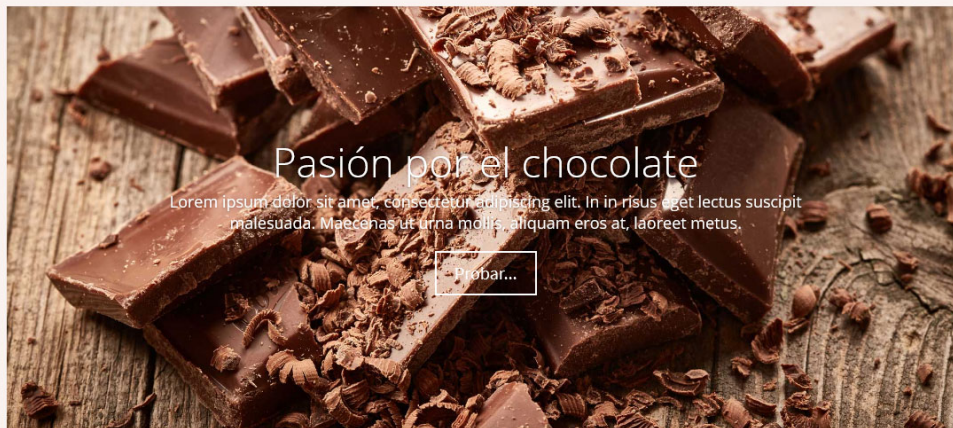 Pasión por el chocolate
Lorem ipsum dolor sit amet, consectetur adipiscing elit. In in risus eget lectus suscipit
malesuada. Maecenas ut urna mollis, aliquam eros at, laoreet metus.
Probar...